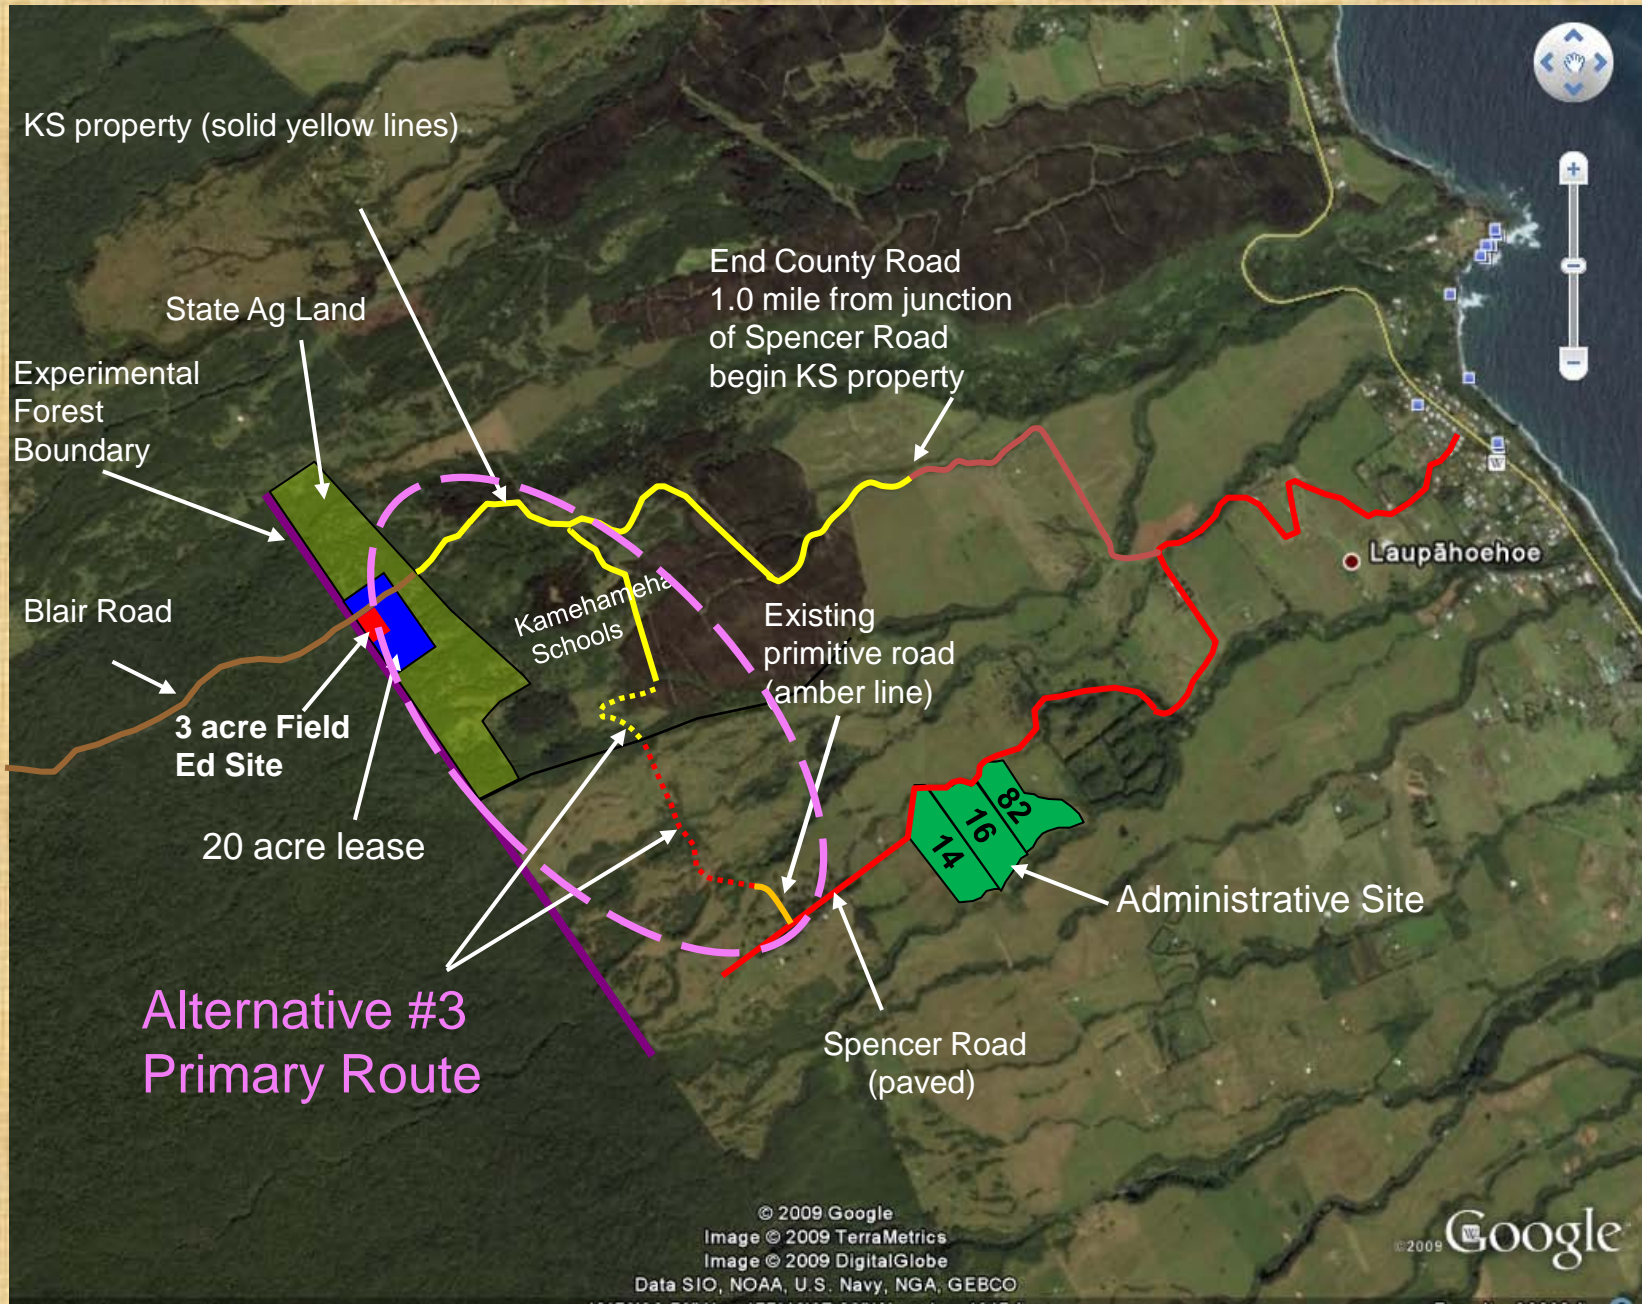 KS property (solid yellow lines)
State Ag Land
Experimental
Forest
Boundary
End County Road
1.0 mile from junction
of Spencer Road
begin KS property
Laupāhoehoe
Blair Road
Kamehameha
Schools
Existing
primitive road
(amber line)
3 acre Field
Ed Site
20 acre lease
82
16
14
Administrative Site
Alternative #3
Primary Route
Spencer Road
(paved)
© 2009 Google
Image © 2009 TerraMetrics
Image © 2009 DigitalGlobe
Data SIO, NOAA, U.S. Navy, NGA, GEBCO
©2009 Google